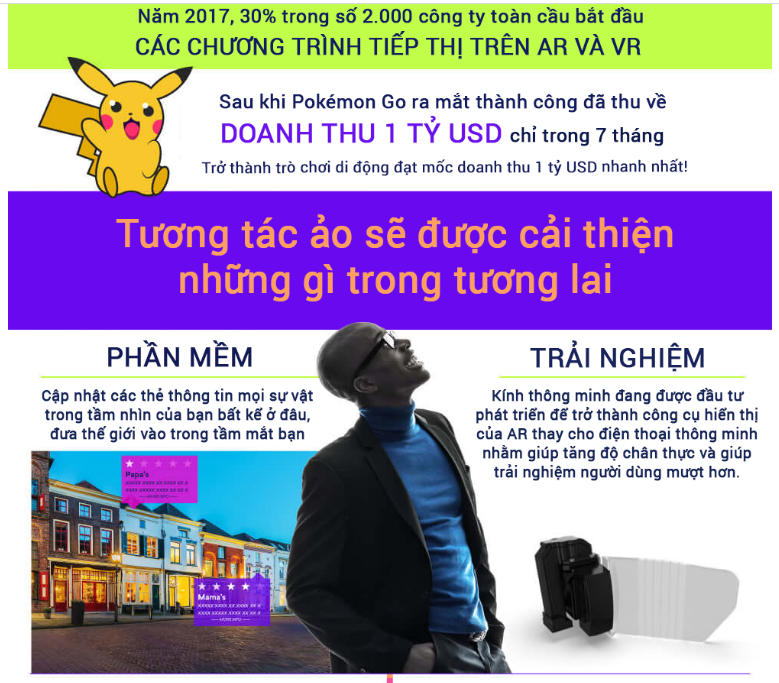 Năm 2017, 30% trong số 2.000 công ty toàn cầu bắt đầu
CÁC CHƯƠNG TRÌNH TIẾP THỊ TRÊN AR VÀ VR
Sau khi Pokémon Go ra mắt thành công đã thu về
DOANH THU 1 TỶ USD chỉ trong 7 tháng
Trở thành trò chơi di động đạt mốc doanh thu 1 tỷ USD nhanh nhất!
Tương tác ảo sẽ được cải thiện
những gì trong tương lai
PHẦN MỀM
Cập nhật các thẻ thông tin mọi sự vật
trong tầm nhìn của bạn bất kể ở đâu,
đưa thế giới vào trong tầm mắt bạn
Papa's
Mama's
MORE INFO
TRẢI NGHIỆM
Kính thông minh đang được đầu tư
phát triển để trở thành công cụ hiển thị
của AR thay cho điện thoại thông minh
nhằm giúp tăng độ chân thực và giúp
trải nghiệm người dùng mượt hơn.